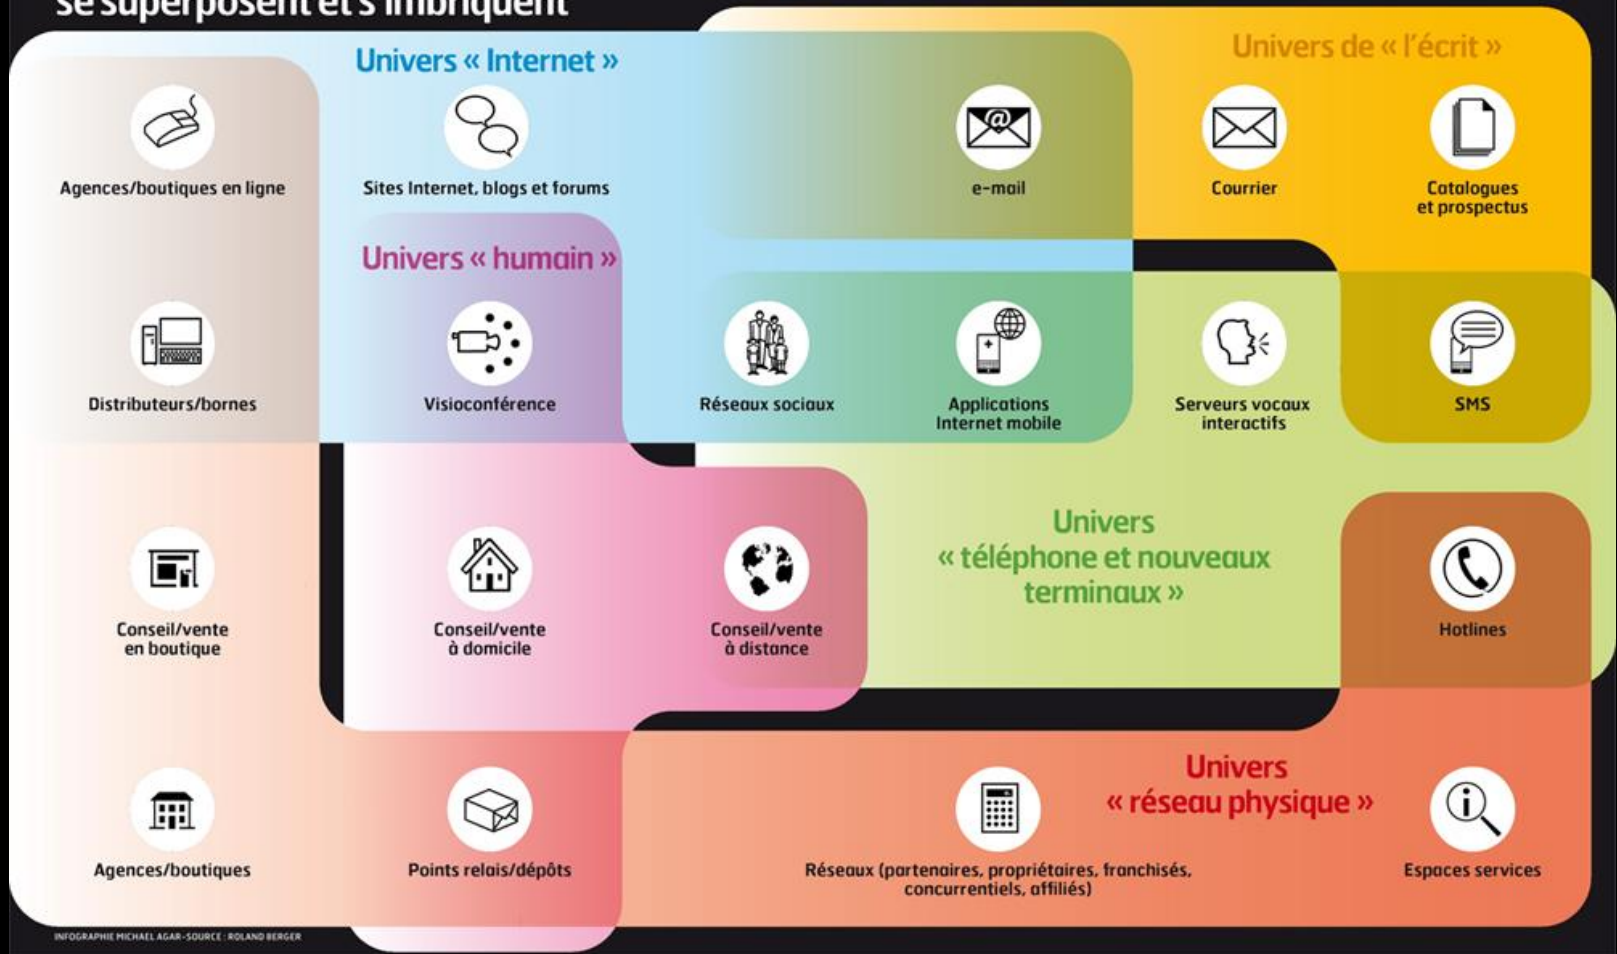 se superposent et s'imbriquent
Univers « Internet »
Univers de « l'écrit »
Agences/boutiques en ligne
Sites Internet, blogs et forums
@
e-mail
Courrier
Catalogues
et prospectus
Univers « humain »
Distributeurs/bornes
Visioconférence
Réseaux sociaux
Applications
Internet mobile
Serveurs vocaux
interactifs
SMS
Univers
« téléphone et nouveaux
terminaux »
Conseil/vente
en boutique
Conseil/vente
à domicile
Conseil/vente
à distance
Hotlines
Univers
« réseau physique »
Agences/boutiques
Points relais/dépôts
Réseaux (partenaires, propriétaires, franchisés,
concurrentiels, affiliés)
i
Espaces services
INFOGRAPHIE MICHAEL AGAR-SOURCE : ROLAND BERGER